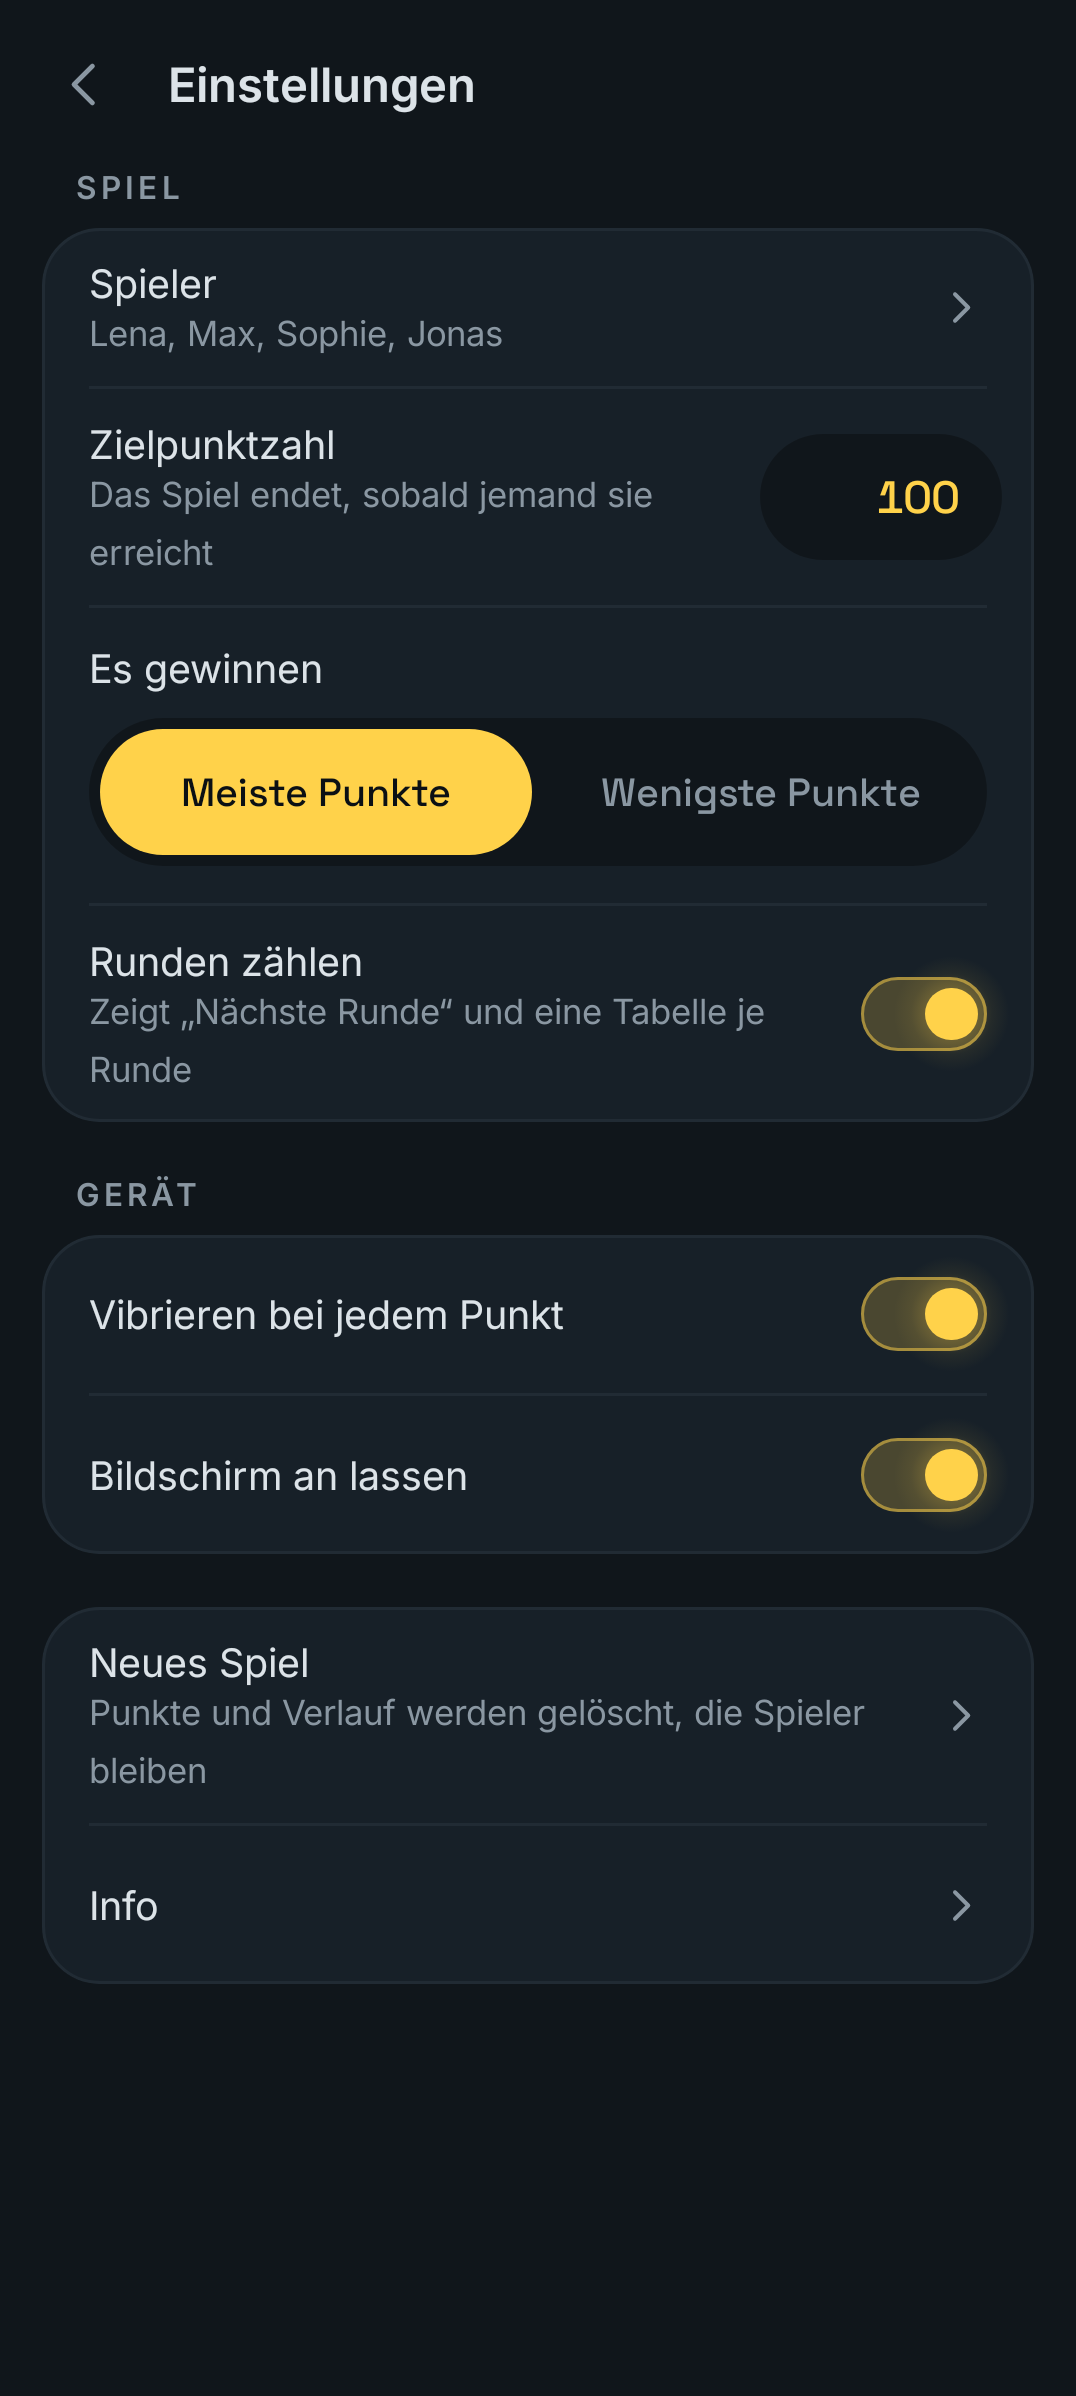 Einstellungen
SPIEL
Spieler
Lena, Max, Sophie, Jonas
Zielpunktzahl
Das Spiel endet, sobald jemand sie
erreicht
100
Es gewinnen
Meiste Punkte
Wenigste Punkte
Runden zählen
Zeigt „Nächste Runde“ und eine Tabelle je
Runde
GERÄT
Vibrieren bei jedem Punkt
Bildschirm an lassen
Neues Spiel
Punkte und Verlauf werden gelöscht, die Spieler
bleiben
Info